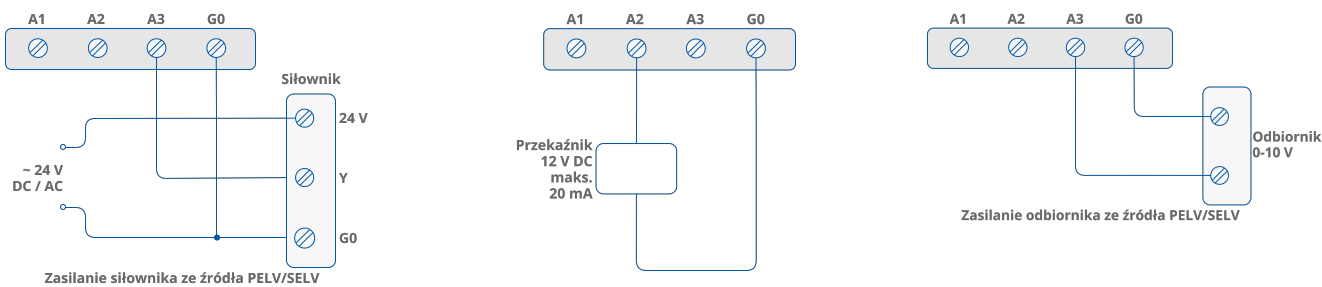 A1 A2 A3 G0
Siłownik
24 V
~ 24 V
DC / AC
Y
G0
Zasilanie siłownika ze źródła PELV/SELV
A1 A2 A3 G0
Przekaźnik
12 V DC
maks.
20 mA
A1 A2 A3 G0
Odbiornik
0-10 V
Zasilanie odbiornika ze źródła PELV/SELV